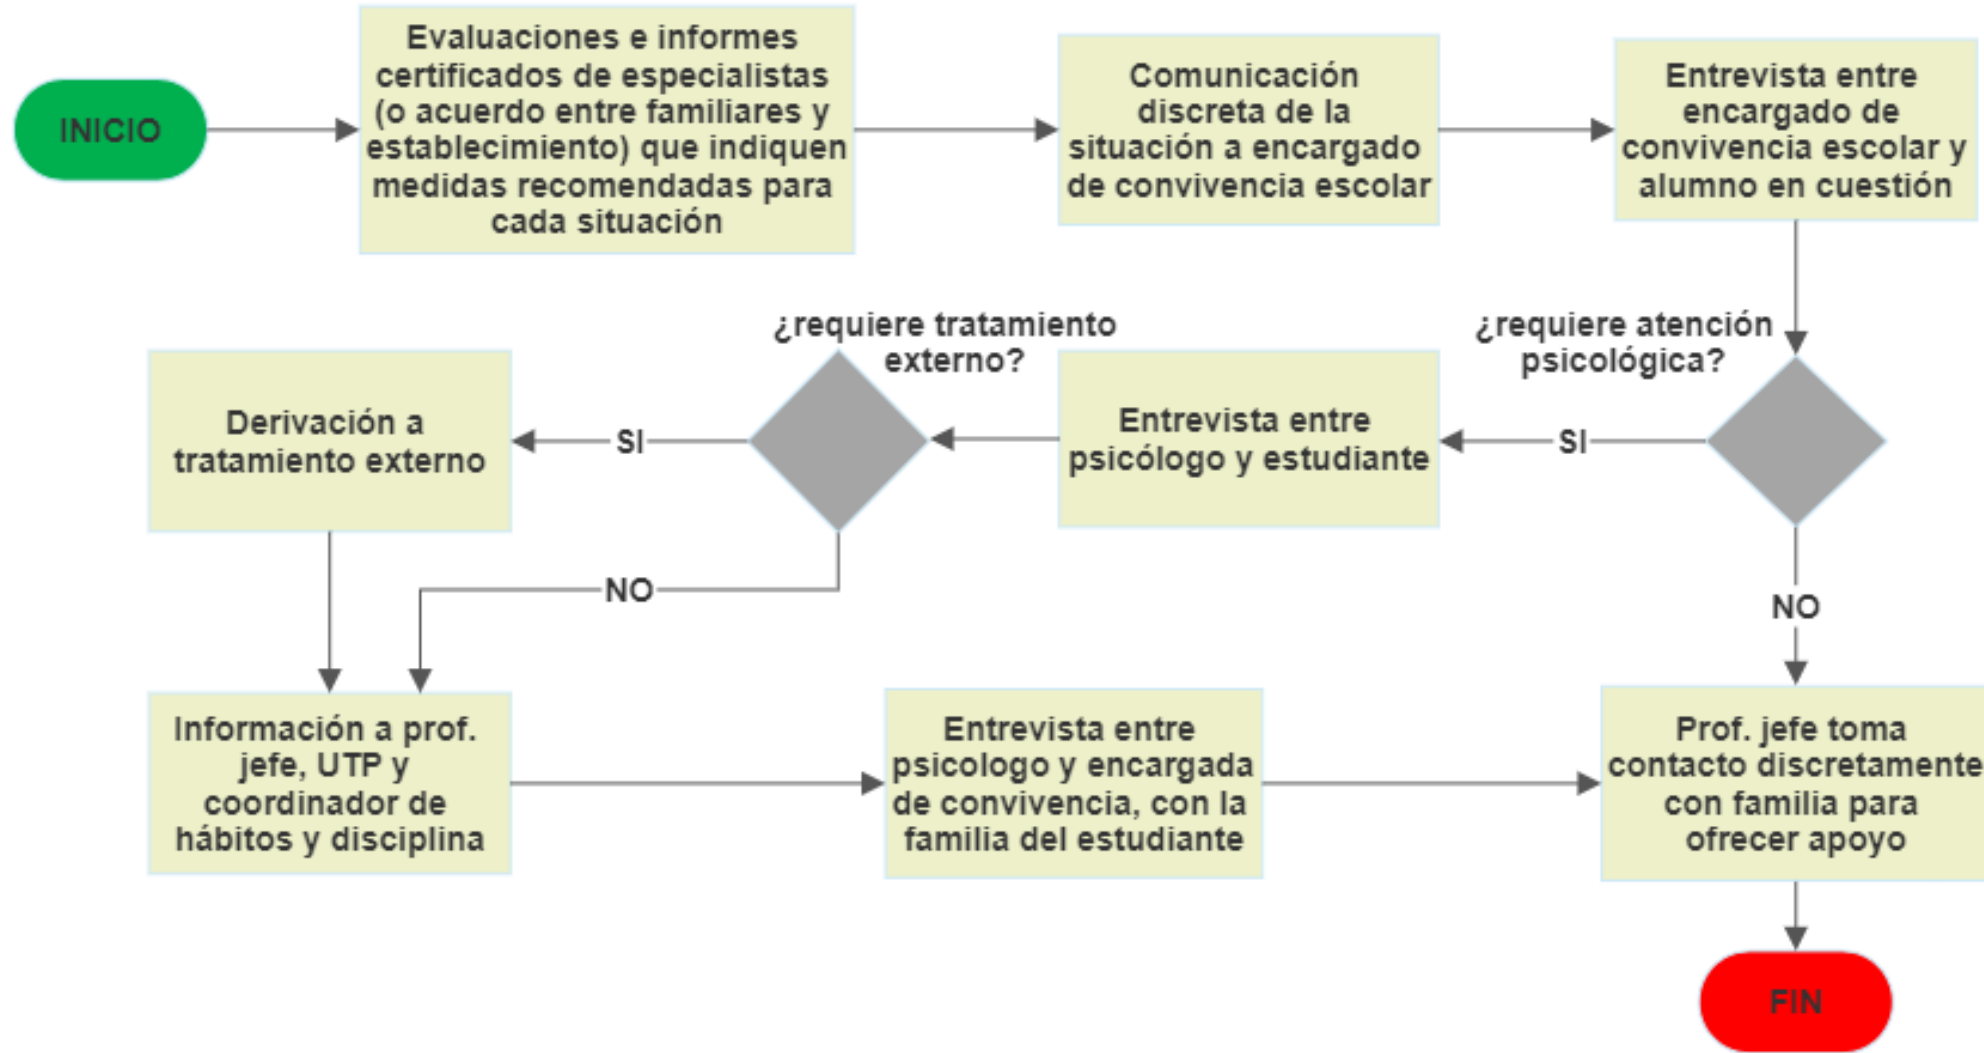 INICIO
Evaluaciones e informes
certificados de especialistas
(o acuerdo entre familiares y
establecimiento) que indiquen
medidas recomendadas para
cada situación
Comunicación
discreta de la
situación a encargado
de convivencia escolar
Entrevista entre
encargado de
convivencia escolar y
alumno en cuestión
¿requiere atención
psicológica?
SI
Entrevista entre
psicólogo y estudiante
¿requiere tratamiento
externo?
SI
Derivación a
tratamiento externo
NO
NO
Información a prof.
jefe, UTP y
coordinador de
hábitos y disciplina
Entrevista entre
psicologo y encargada
de convivencia, con la
familia del estudiante
Prof. jefe toma
contacto discretamente
con familia para
ofrecer apoyo
FIN